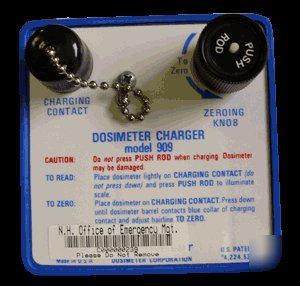 PUSH
ROD
To
Zero
CHARGING
CONTACT
ZEROING
KNOB
DOSIMETER CHARGER
model 909
CAUTION: Do not press PUSH ROD when charging. Dosimeter
may be damaged.
TO READ: Place dosimeter lightly on CHARGING CONTACT (do
not press down) and press PUSH ROD to illuminate
scale.
TO ZERO: Place dosimeter on CHARGING CONTACT. Press down
until dosimeter barrel contacts blue collar of charging
contact and adjust hairline TO ZERO.
N.H. Office of Emergency Mgt.
C000000239
Please Do Not Remove
U.S. PATE
DOSIMETER CORPORATION